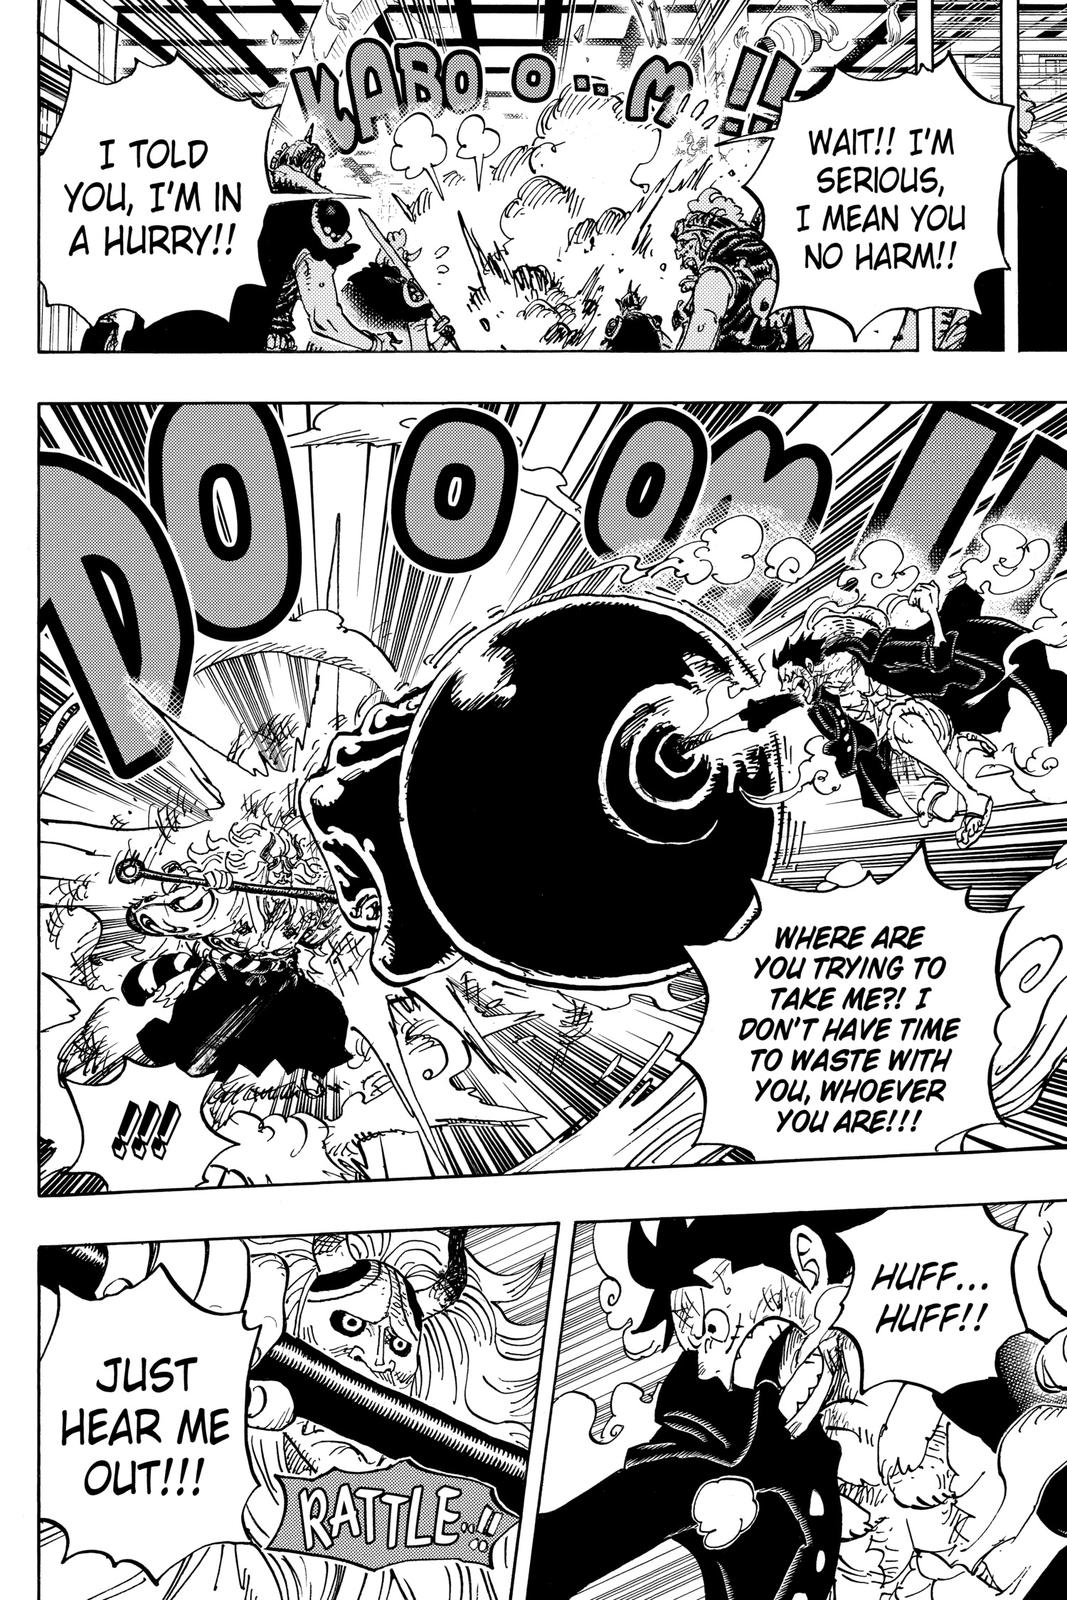 WAIT!! I'M
SERIOUS,
I MEAN YOU
NO HARM!!
KABO-O..M!!
I TOLD
YOU, I'M IN
A HURRY!!
DOOOOM!!
WHERE ARE
YOU TRYING TO
TAKE ME?! I
DON'T HAVE TIME
TO WASTE WITH
YOU, WHOEVER
YOU ARE!!!
!!!!
HUFF...
HUFF!!
JUST
HEAR ME
OUT!!!
RATTLE..!!